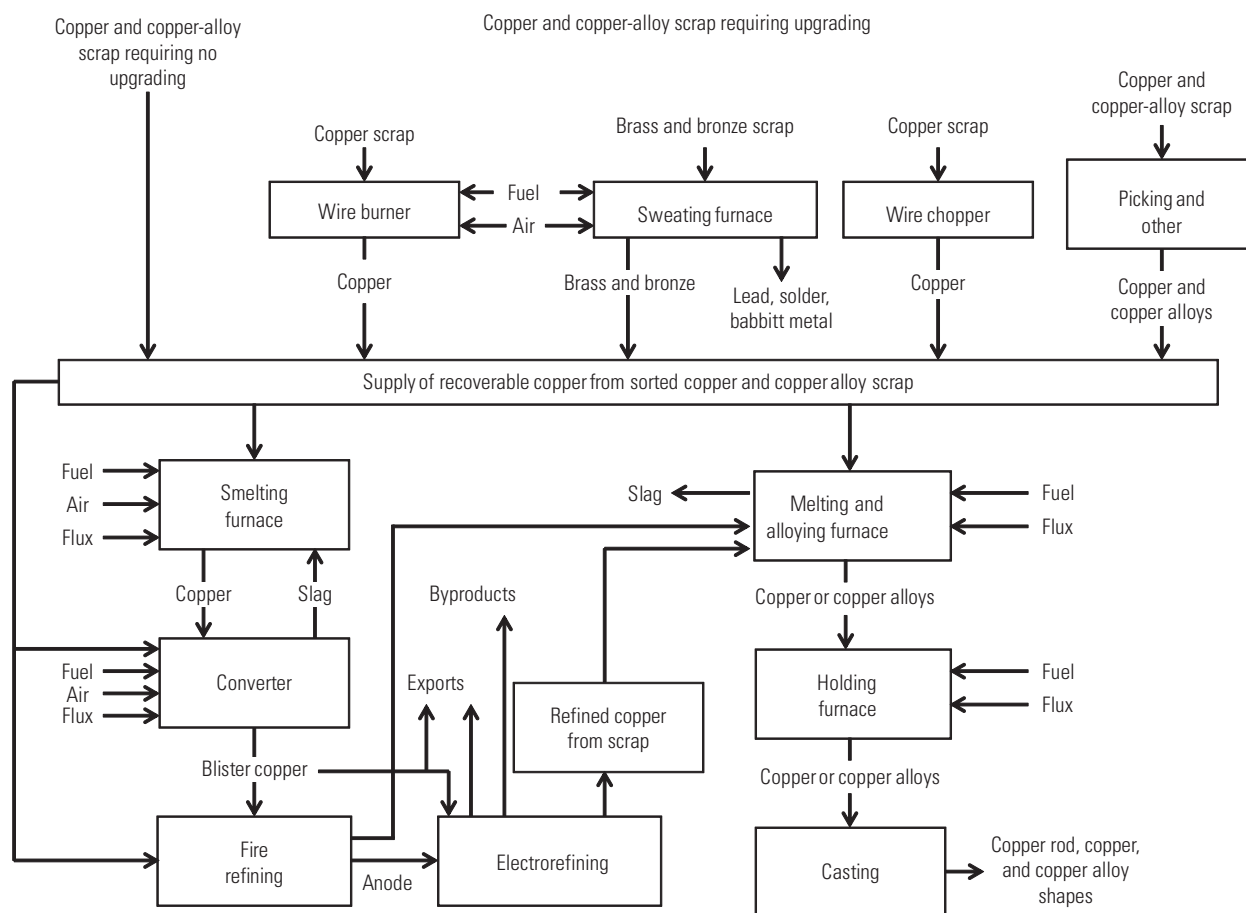 Copper and copper-alloy
scrap requiring no
upgrading
Copper and copper-alloy scrap requiring upgrading
Copper scrap
Brass and bronze scrap
Copper scrap
Copper and
copper-alloy scrap
Wire burner
Fuel
Air
Sweating furnace
Wire chopper
Picking and
other
Copper
Brass and bronze
Lead, solder,
babbitt metal
Copper
Copper and
copper alloys
Supply of recoverable copper from sorted copper and copper alloy scrap
Fuel
Air
Flux
Smelting
furnace
Slag
Melting and
alloying furnace
Fuel
Flux
Copper
Slag
Byproducts
Copper or copper alloys
Fuel
Air
Flux
Converter
Exports
Refined copper
from scrap
Holding
furnace
Fuel
Flux
Blister copper
Copper or copper alloys
Fire
refining
Anode
Electrorefining
Casting
Copper rod, copper,
and copper alloy
shapes